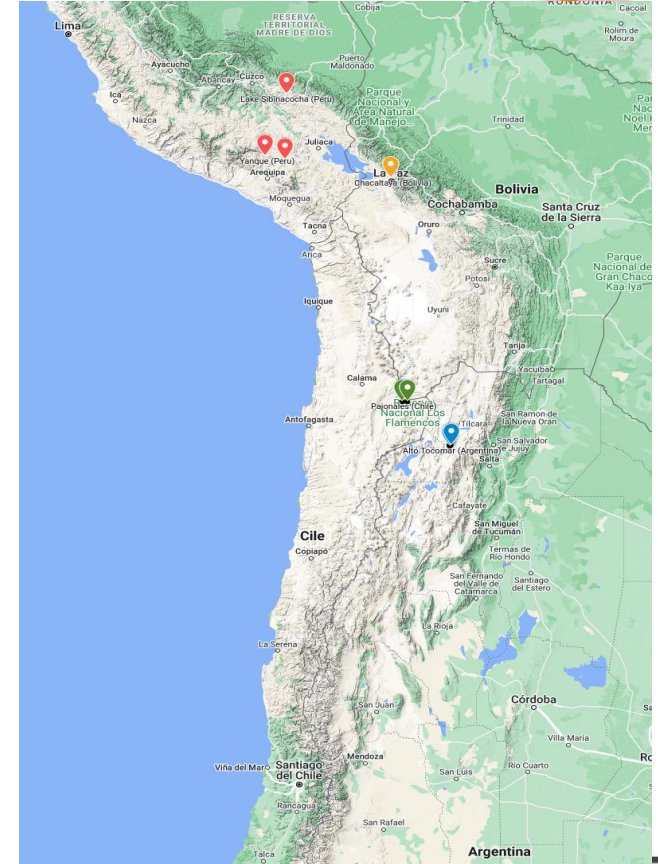 RONDÔNIA
Cacoal
Cobija
Lima
RESERVA
TERRITORIAL
MADRE DE DIOS
Rolim de
Moura
Puerto
Maldonado
Ayacucho
Abancay
Cuzco
Ica
Lake Sibinacocha (Peru)
Parque
Nacional y
Área Natural
de Manejo...
Nazca
Trinidad
Juliaca
Yanque (Peru)
Arequipa
La Paz
Chacaltaya (Bolivia)
Bolivia
Moquegua
Cochabamba
Santa Cruz
de la Sierra
Tacna
Oruro
Arica
Sucre
Parque
Nacional de
Gran Chaco
Kaa-Iya
Potosí
Iquique
Uyuni
Tarija
Yacuiba
Calama
Tartagal
Pajonales (Chile)
Nacional Los
Flamencos
Antofagasta
San Ramon de
la Nueva Oran
Tilcara
San Salvador
de Jujuy
Alto Tocomar (Argentina)
Salta
Cafayate
Cile
San Miguel
de Tucumán
Copiapó
Termas de
Río Hondo
San Fernando
del Valle de
Catamarca
Santiago
del Estero
La Rioja
La Serena
San Juan
Córdoba
Villa María
Viña del Mar
Santiago
del Chile
Mendoza
San Luis
Río Cuarto
Rancagua
San Rafael
Talca
Argentina